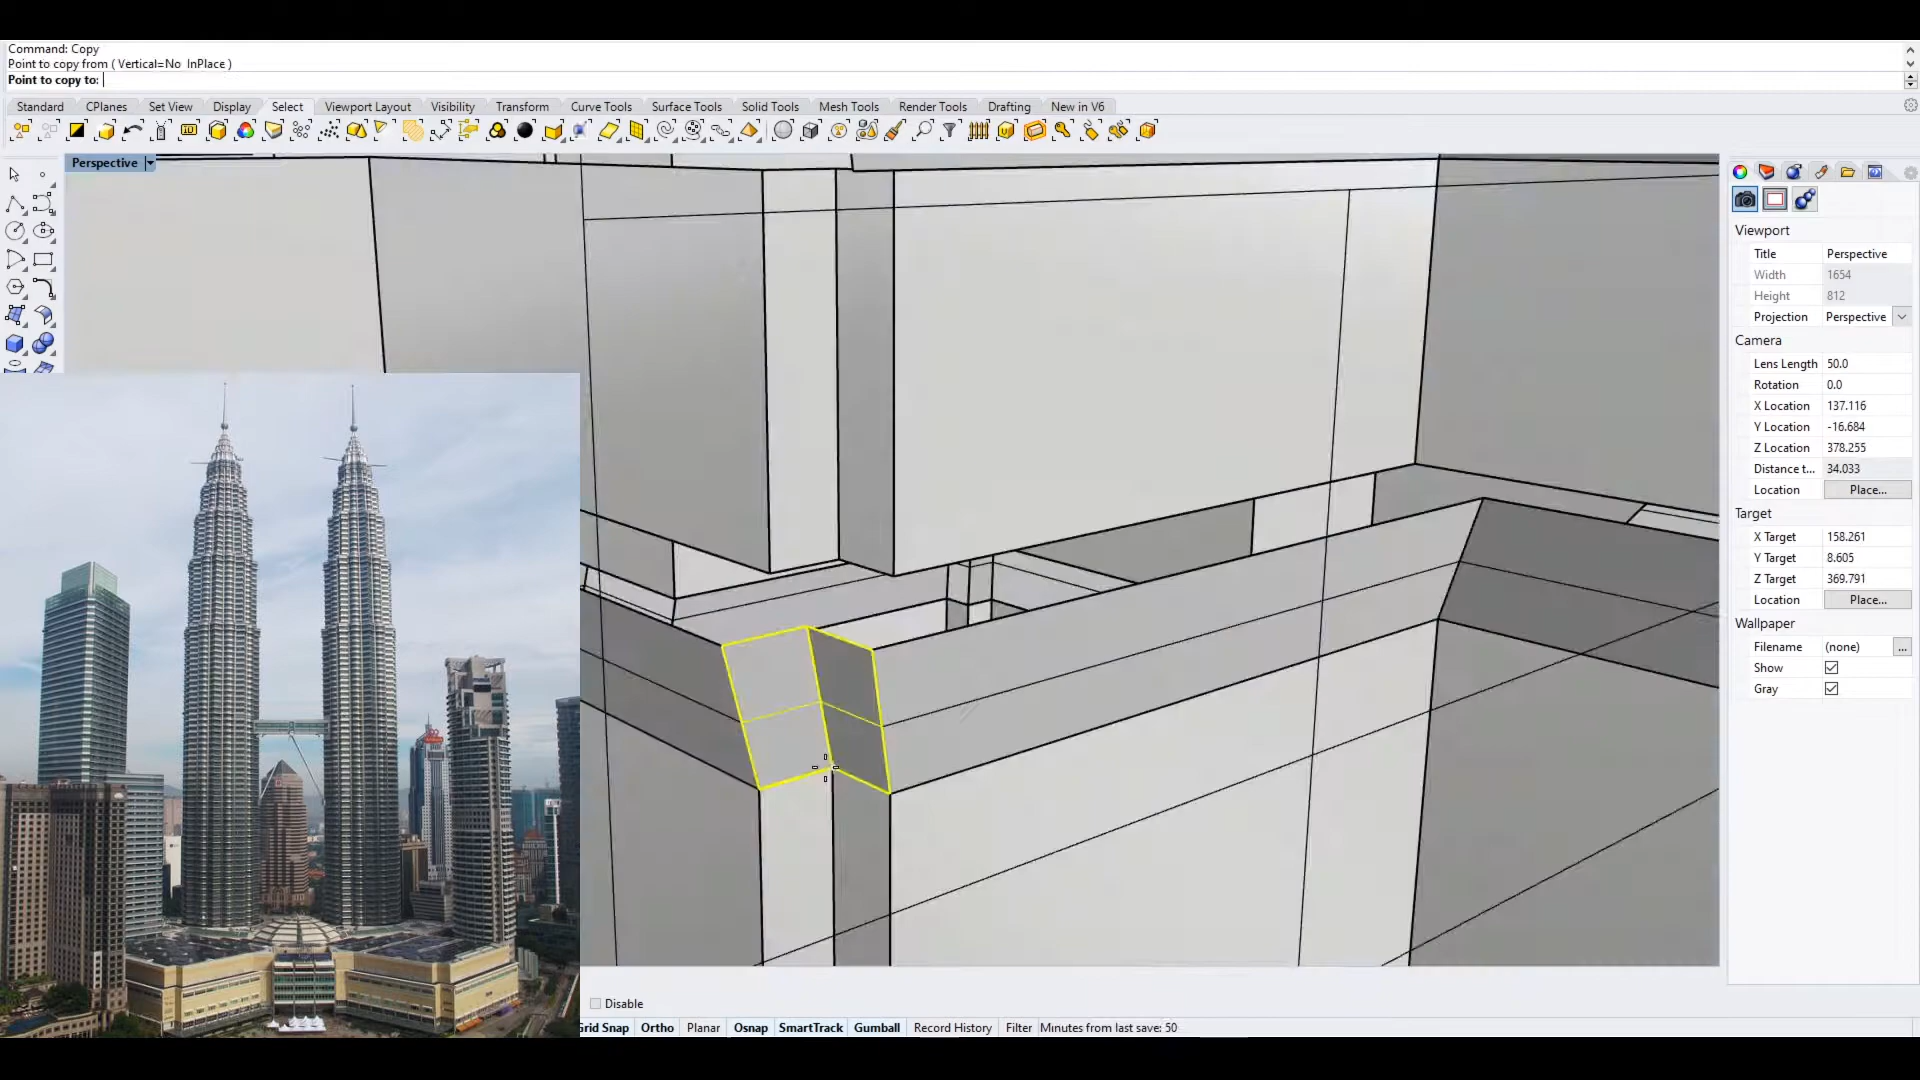 Command: Copy
Point to copy from ( Vertical=No  InPlace )
Point to copy to:
Standard CPlanes Set View Display Select Viewport Layout Visibility Transform Curve Tools Surface Tools Solid Tools Mesh Tools Render Tools Drafting New in V6
Perspective
Viewport
Title Perspective
Width 1654
Height 812
Projection Perspective
Camera
Lens Length 50.0
Rotation 0.0
X Location 137.116
Y Location -16.684
Z Location 378.255
Distance t... 34.033
Location Place...
Target
X Target 158.261
Y Target 8.605
Z Target 369.791
Location Place...
Wallpaper
Filename (none) ...
Show
Gray
Disable
Grid Snap Ortho Planar Osnap SmartTrack Gumball Record History Filter Minutes from last save: 50